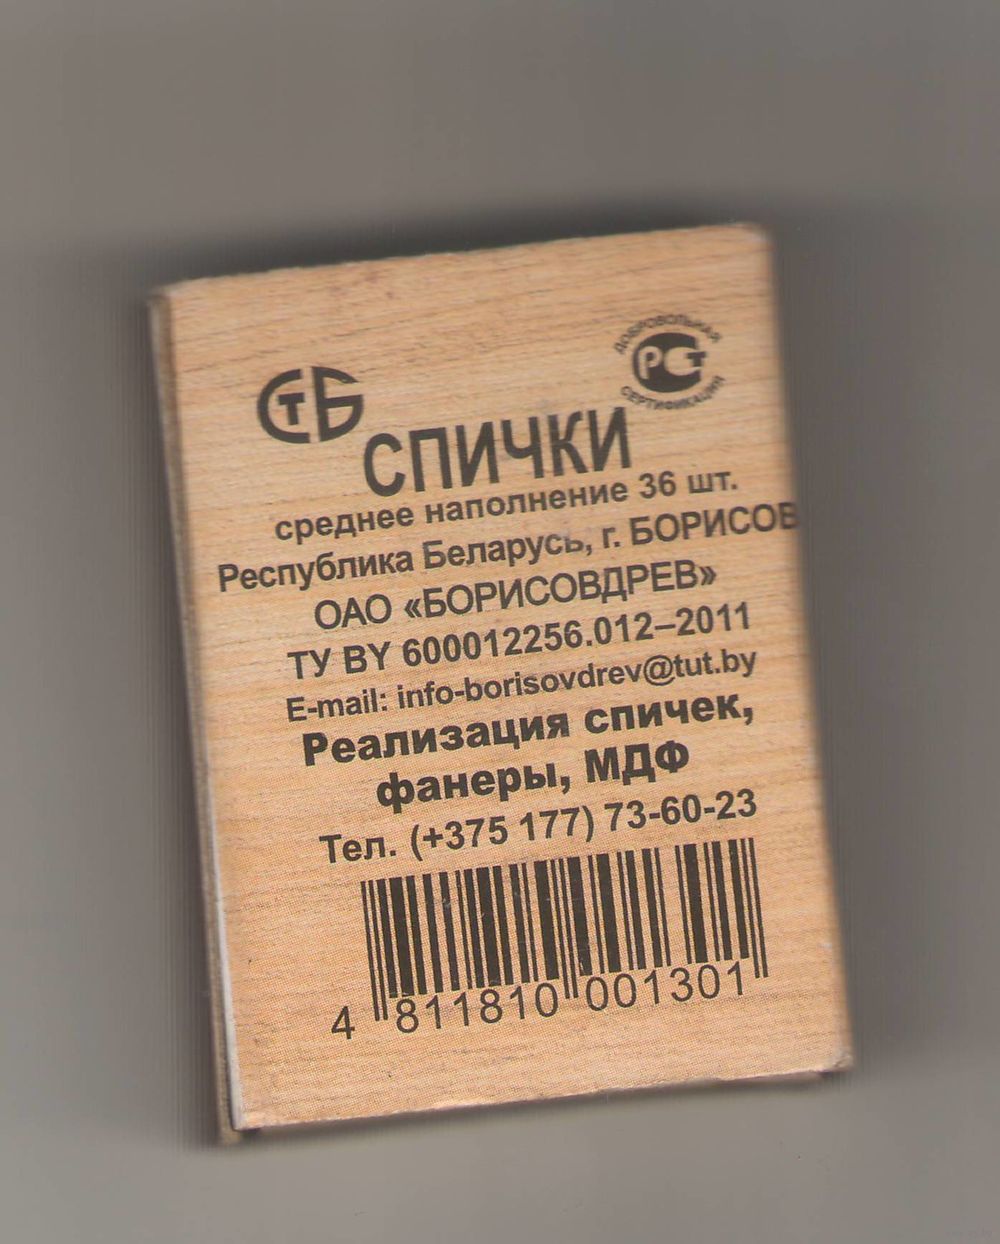 СТБ
ДОБРОВОЛЬНАЯ
РСТ
СЕРТИФИКАЦИЯ
СПИЧКИ
среднее наполнение 36 шт.
Республика Беларусь, г. БОРИСОВ
ОАО «БОРИСОВДРЕВ»
ТУ BY 600012256.012–2011
E-mail: info-borisovdrev@tut.by
Реализация спичек,
фанеры, МДФ
Тел. (+375 177) 73-60-23
4 811810 001301